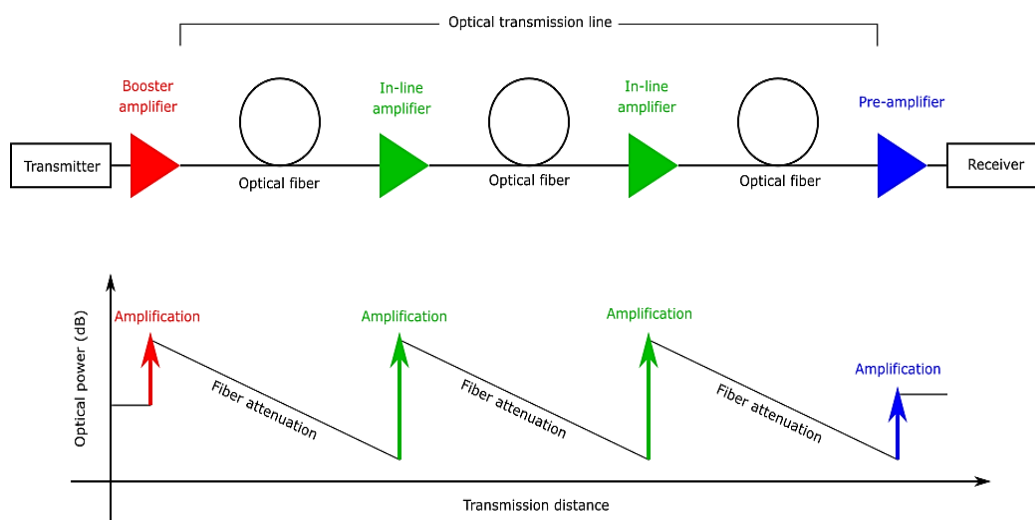 Optical transmission line
Booster
amplifier
In-line
amplifier
In-line
amplifier
Pre-amplifier
Transmitter
Optical fiber
Optical fiber
Optical fiber
Receiver
Optical power (dB)
Amplification
Amplification
Amplification
Amplification
Fiber attenuation
Fiber attenuation
Fiber attenuation
Transmission distance